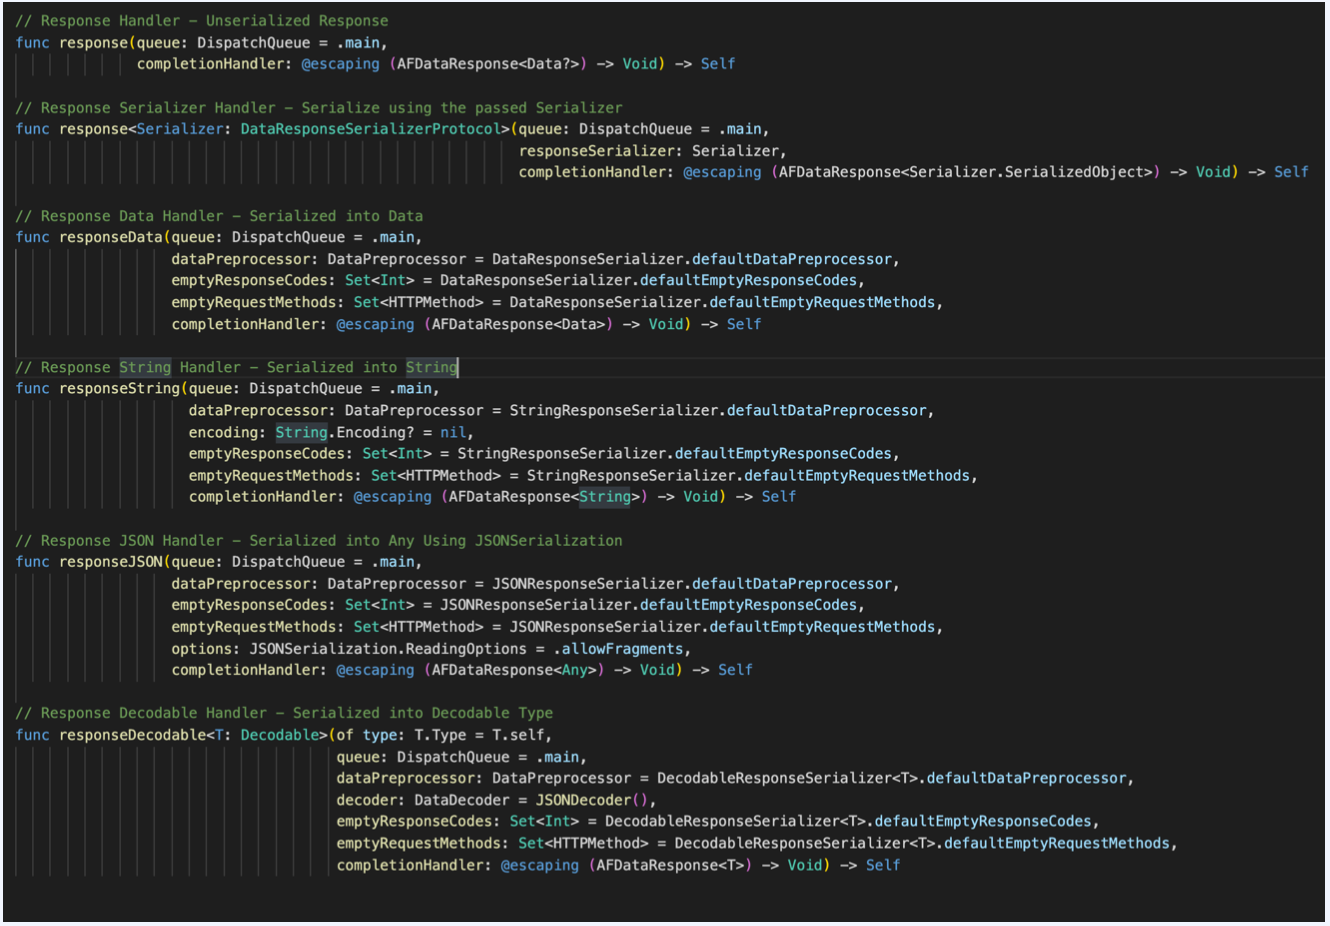 // Response Handler – Unserialized Response
func response(queue: DispatchQueue = .main,
completionHandler: @escaping (AFDataResponse<Data?>) -> Void) -> Self
// Response Serializer Handler – Serialize using the passed Serializer
func response<Serializer: DataResponseSerializerProtocol>(queue: DispatchQueue = .main,
responseSerializer: Serializer,
completionHandler: @escaping (AFDataResponse<Serializer.SerializedObject>) -> Void) -> Self
// Response Data Handler – Serialized into Data
func responseData(queue: DispatchQueue = .main,
dataPreprocessor: DataPreprocessor = DataResponseSerializer.defaultDataPreprocessor,
emptyResponseCodes: Set<Int> = DataResponseSerializer.defaultEmptyResponseCodes,
emptyRequestMethods: Set<HTTPMethod> = DataResponseSerializer.defaultEmptyRequestMethods,
completionHandler: @escaping (AFDataResponse<Data>) -> Void) -> Self
// Response String Handler – Serialized into String
func responseString(queue: DispatchQueue = .main,
dataPreprocessor: DataPreprocessor = StringResponseSerializer.defaultDataPreprocessor,
encoding: String.Encoding? = nil,
emptyResponseCodes: Set<Int> = StringResponseSerializer.defaultEmptyResponseCodes,
emptyRequestMethods: Set<HTTPMethod> = StringResponseSerializer.defaultEmptyRequestMethods,
completionHandler: @escaping (AFDataResponse<String>) -> Void) -> Self
// Response JSON Handler – Serialized into Any Using JSONSerialization
func responseJSON(queue: DispatchQueue = .main,
dataPreprocessor: DataPreprocessor = JSONResponseSerializer.defaultDataPreprocessor,
emptyResponseCodes: Set<Int> = JSONResponseSerializer.defaultEmptyResponseCodes,
emptyRequestMethods: Set<HTTPMethod> = JSONResponseSerializer.defaultEmptyRequestMethods,
options: JSONSerialization.ReadingOptions = .allowFragments,
completionHandler: @escaping (AFDataResponse<Any>) -> Void) -> Self
// Response Decodable Handler – Serialized into Decodable Type
func responseDecodable<T: Decodable>(of type: T.Type = T.self,
queue: DispatchQueue = .main,
dataPreprocessor: DataPreprocessor = DecodableResponseSerializer<T>.defaultDataPreprocessor,
decoder: DataDecoder = JSONDecoder(),
emptyResponseCodes: Set<Int> = DecodableResponseSerializer<T>.defaultEmptyResponseCodes,
emptyRequestMethods: Set<HTTPMethod> = DecodableResponseSerializer<T>.defaultEmptyRequestMethods,
completionHandler: @escaping (AFDataResponse<T>) -> Void) -> Self